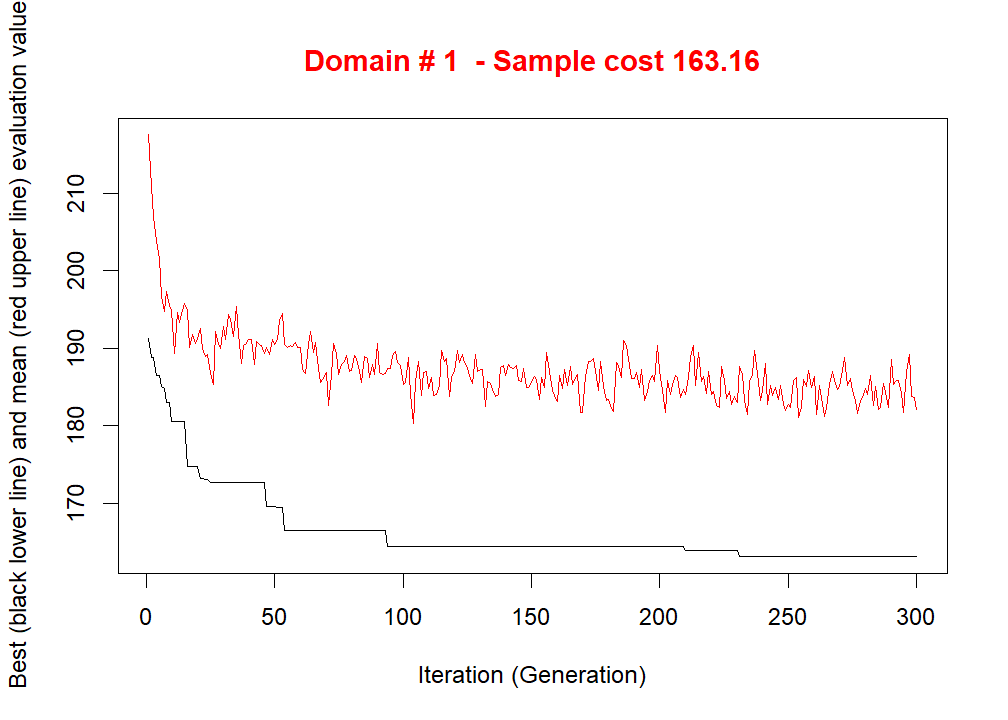 Domain # 1  - Sample cost 163.16
Best (black lower line) and mean (red upper line) evaluation value
210
200
190
180
170
0 50 100 150 200 250 300
Iteration (Generation)